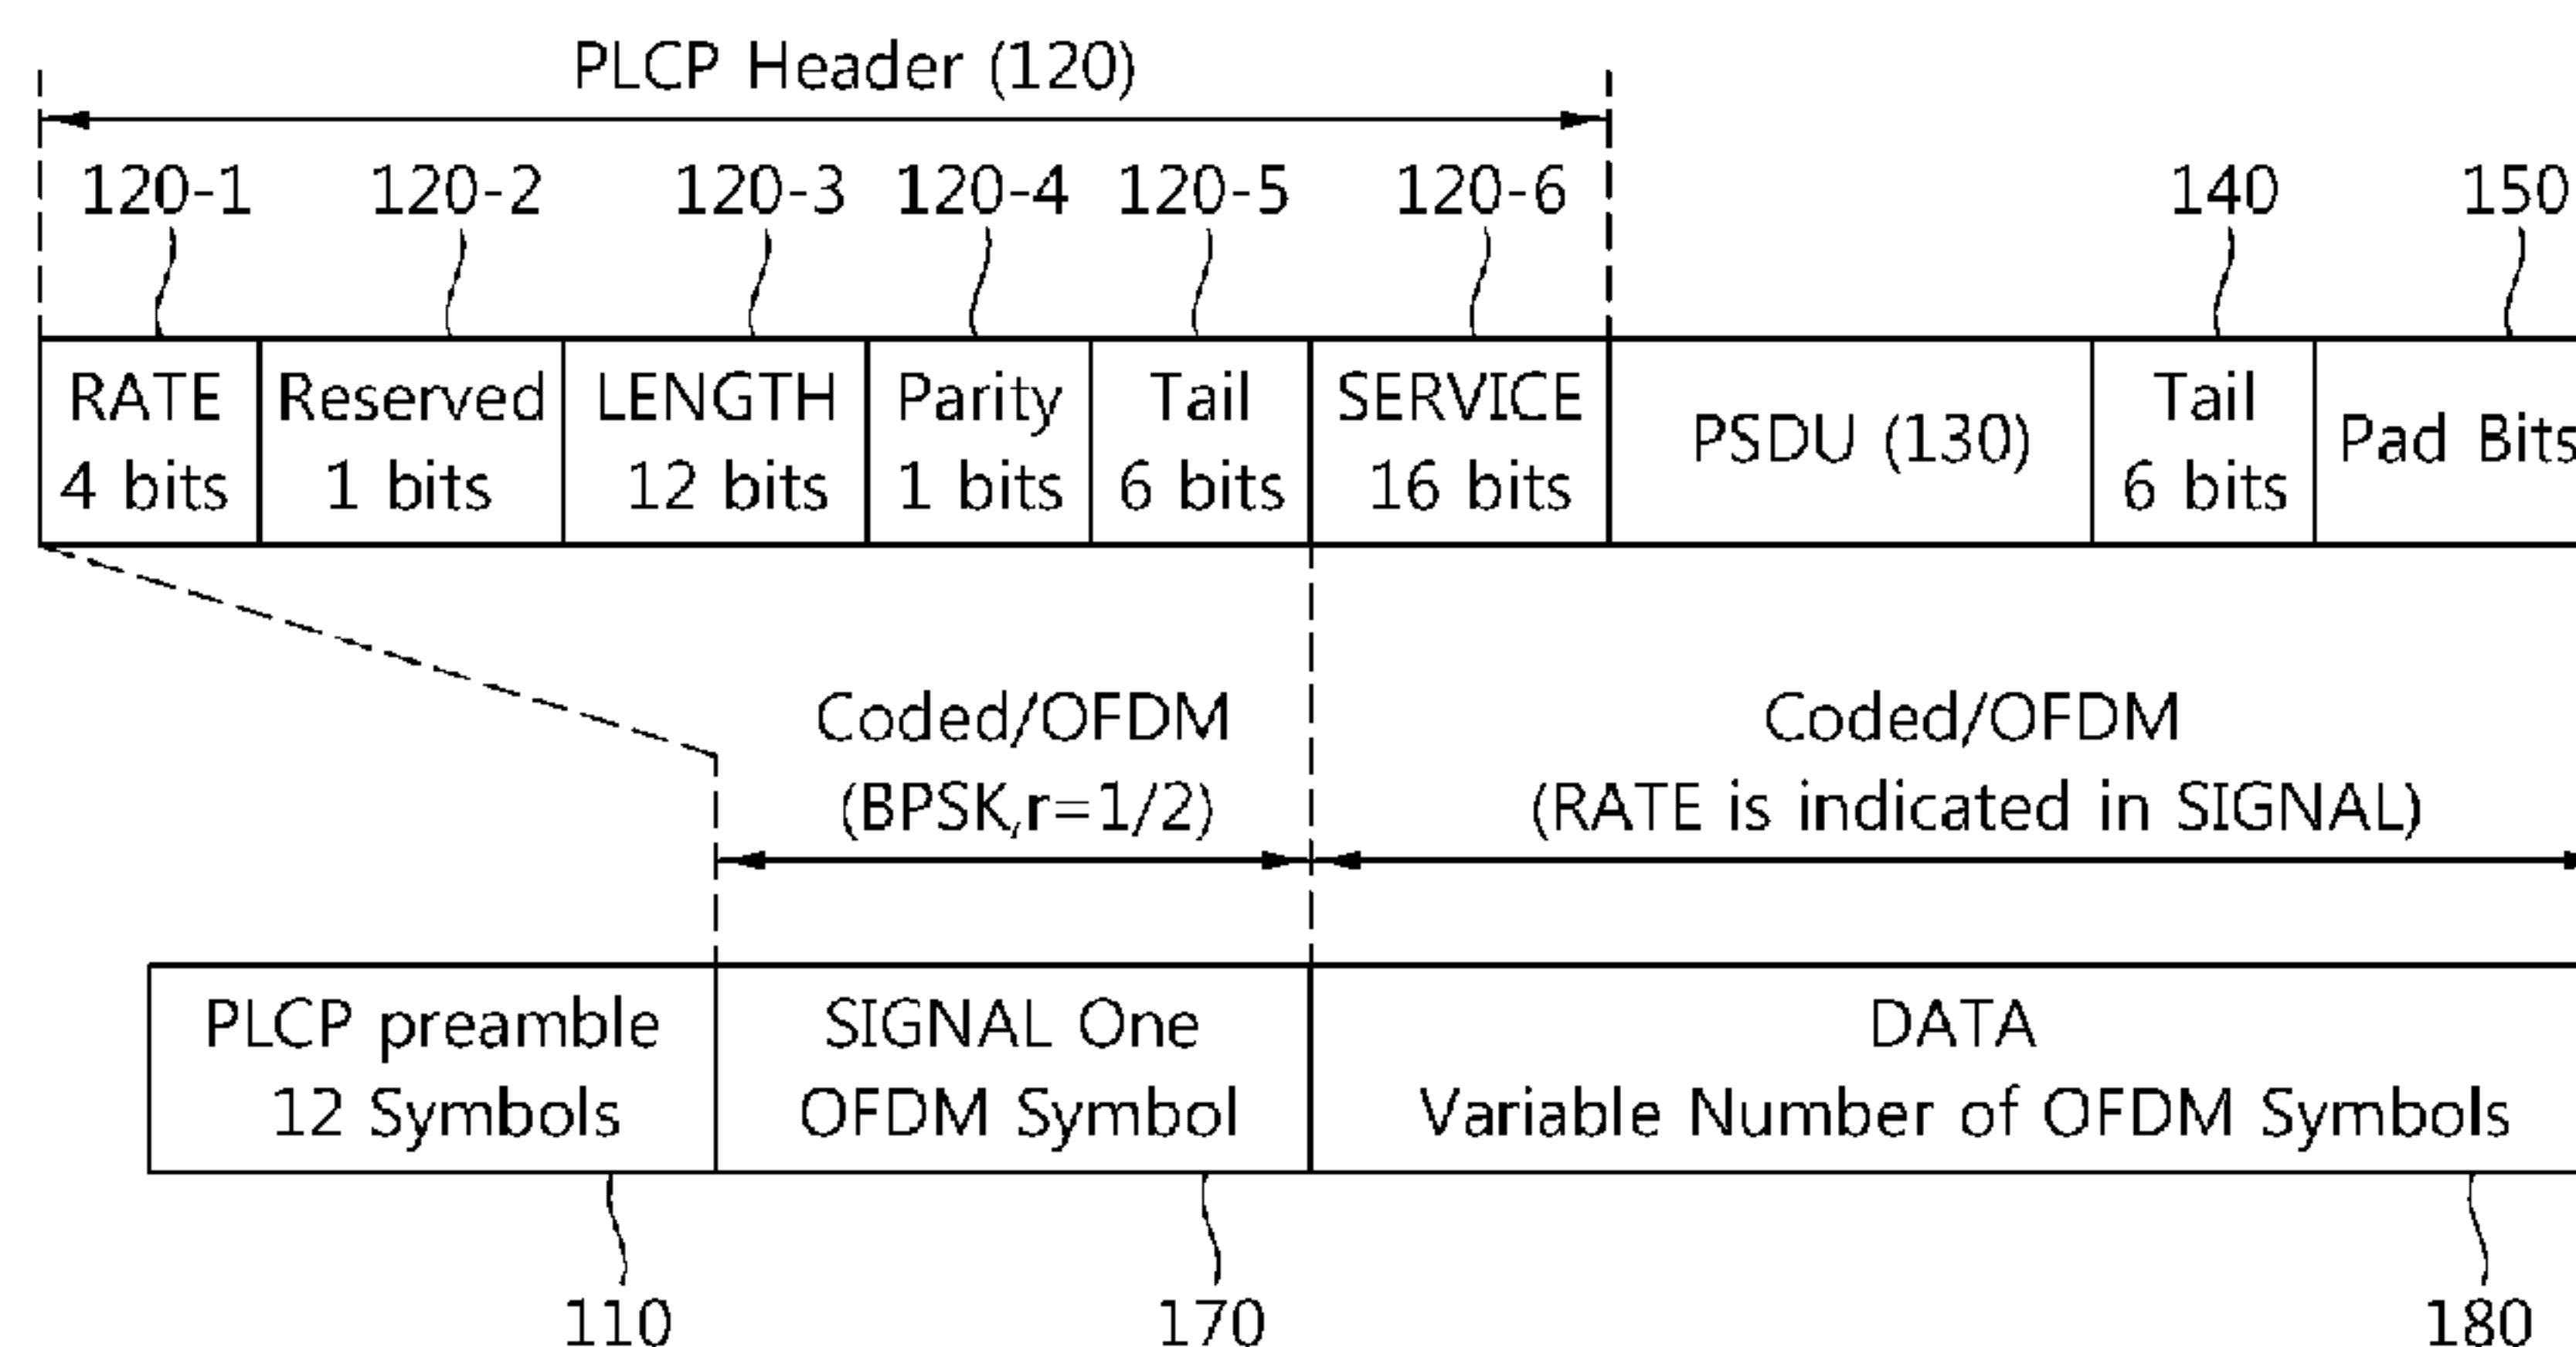 PLCP Header (120)
120-1 120-2 120-3 120-4 120-5 120-6 140 150
RATE
4 bits
Reserved
1 bits
LENGTH
12 bits
Parity
1 bits
Tail
6 bits
SERVICE
16 bits
PSDU (130)
Tail
6 bits
Pad Bits
Coded/OFDM
(BPSK,r=1/2)
Coded/OFDM
(RATE is indicated in SIGNAL)
PLCP preamble
12 Symbols
SIGNAL One
OFDM Symbol
DATA
Variable Number of OFDM Symbols
110 170 180